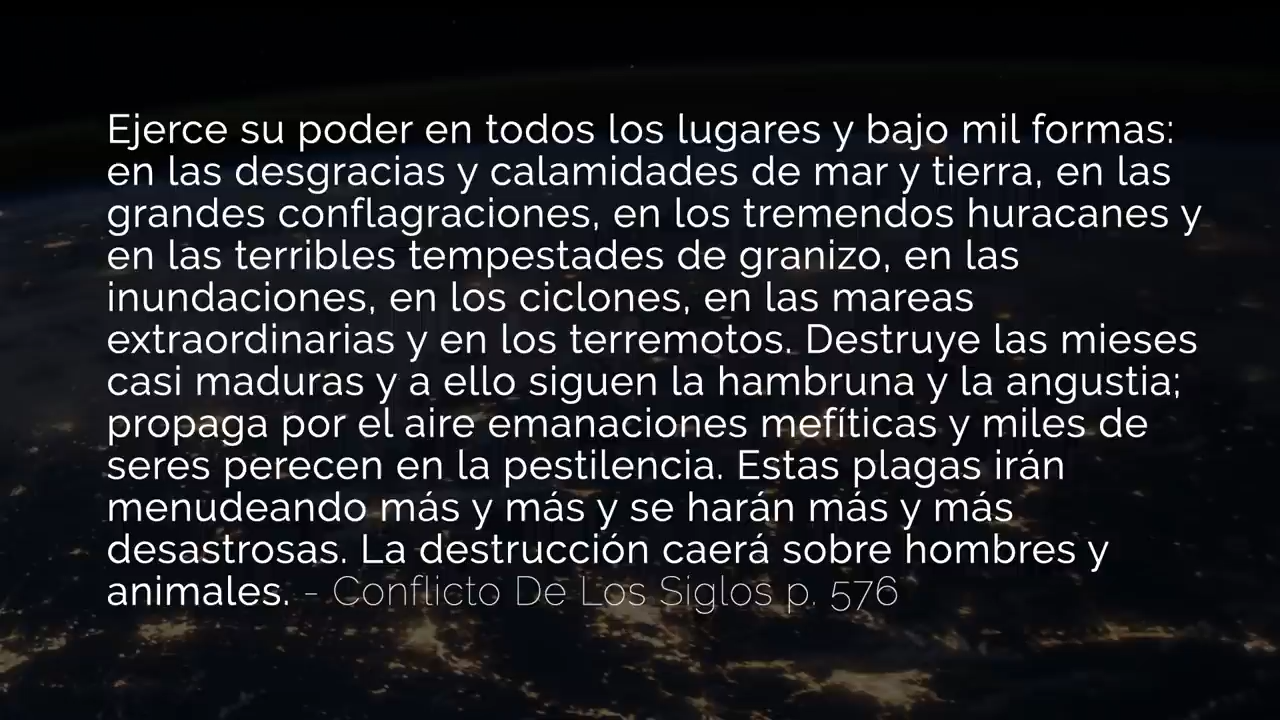 Ejerce su poder en todos los lugares y bajo mil formas:
en las desgracias y calamidades de mar y tierra, en las
grandes conflagraciones, en los tremendos huracanes y
en las terribles tempestades de granizo, en las
inundaciones, en los ciclones, en las mareas
extraordinarias y en los terremotos. Destruye las mieses
casi maduras y a ello siguen la hambruna y la angustia;
propaga por el aire emanaciones mefíticas y miles de
seres perecen en la pestilencia. Estas plagas irán
menudeando más y más y se harán más y más
desastrosas. La destrucción caerá sobre hombres y
animales. - Conflicto De Los Siglos p. 576